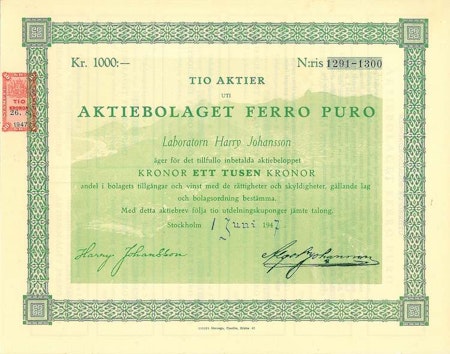 Kr. 1000:—
N:ris 1291-1300
TIO AKTIER
UTI
AKTIEBOLAGET FERRO PURO
Laboratorn Harry Johansson
äger för det tillfullo inbetalda aktiebeloppet
KRONOR ETT TUSEN KRONOR
andel i bolagets tillgångar och vinst med de rättigheter och skyldigheter, gällande lag
och bolagsordning bestämma.
Med detta aktiebrev följa tio utdelningskuponger jämte talong.
Stockholm 1 Juni 1947
Harry Johansson
TIO
26. 8.
1947